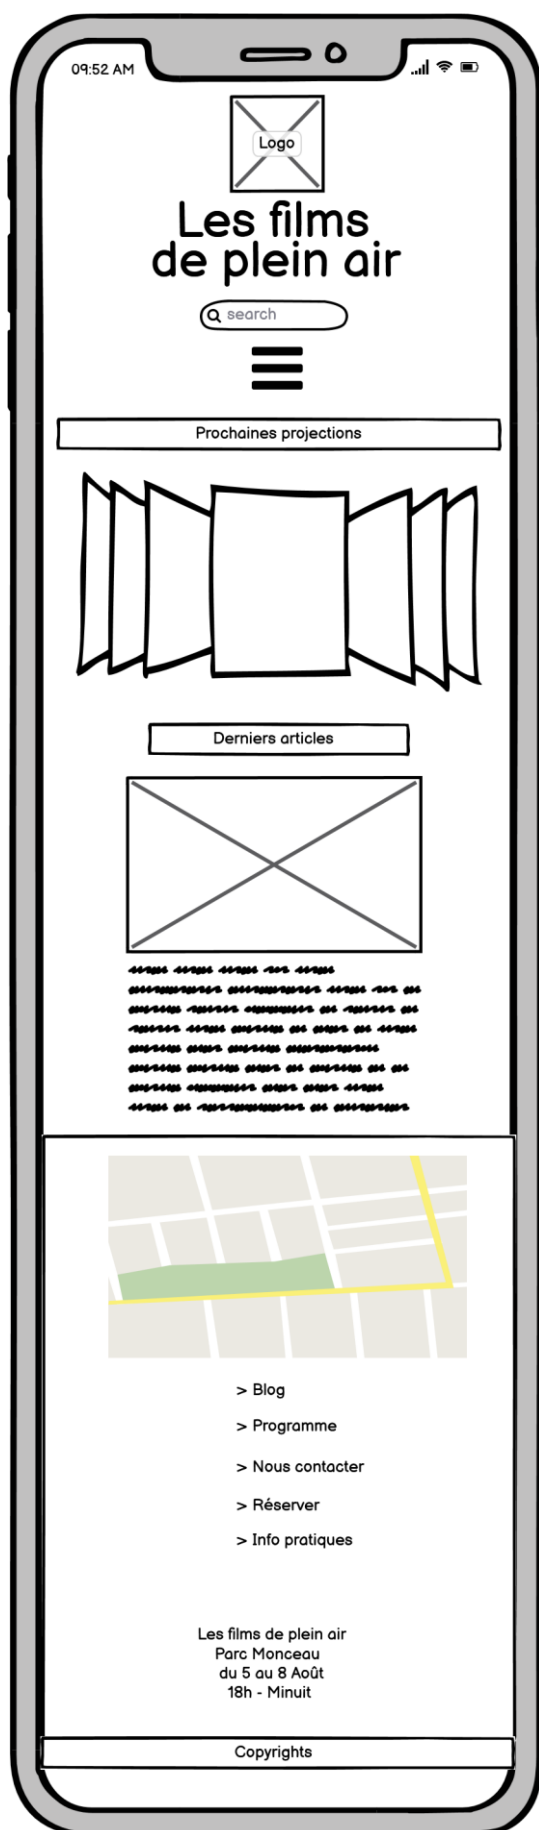 09:52 AM
Logo
Les films
de plein air
search
Prochaines projections
Derniers articles
> Blog
> Programme
> Nous contacter
> Réserver
> Info pratiques
Les films de plein air
Parc Monceau
du 5 au 8 Août
18h - Minuit
Copyrights